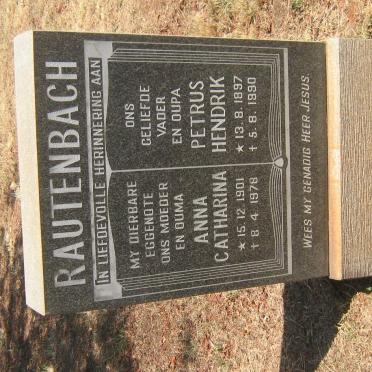 RAUTENBACH
IN LIEFDEVOLLE HERINNERING AAN
MY DIERBARE
EGGENOTE
ONS MOEDER
EN OUMA
ANNA
CATHARINA
★ 15.12.1901
† 8.4.1978
ONS
GELIEFDE
VADER
EN OUPA
PETRUS
HENDRIK
★ 13.8.1897
† 5.8.1990
WEES MY GENADIG HEER JESUS.